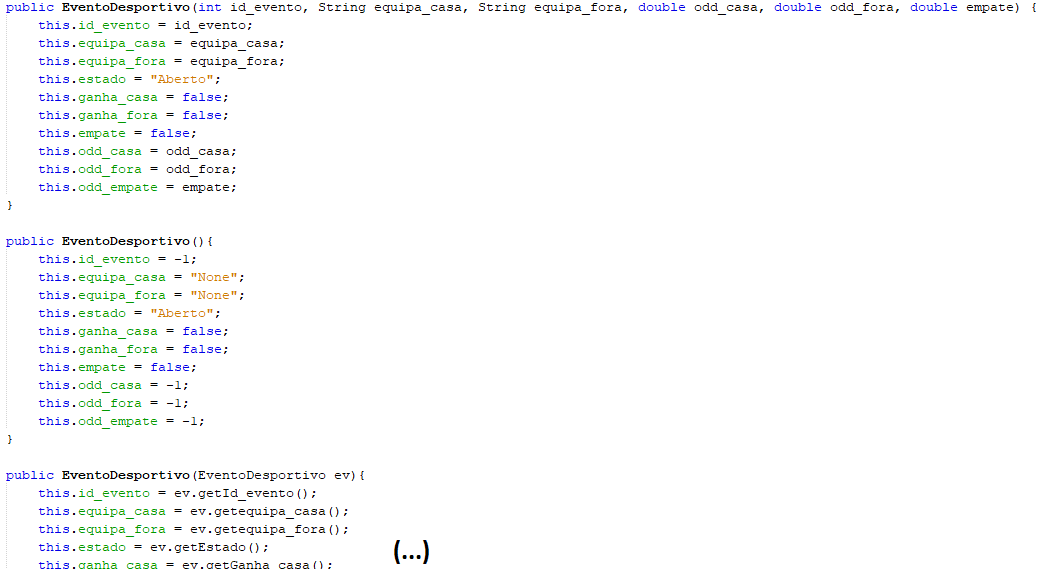 public EventoDesportivo(int id_evento, String equipa_casa, String equipa_fora, double odd_casa, double odd_fora, double empate) {
    this.id_evento = id_evento;
    this.equipa_casa = equipa_casa;
    this.equipa_fora = equipa_fora;
    this.estado = "Aberto";
    this.ganha_casa = false;
    this.ganha_fora = false;
    this.empate = false;
    this.odd_casa = odd_casa;
    this.odd_fora = odd_fora;
    this.odd_empate = empate;
}
public EventoDesportivo(){
    this.id_evento = -1;
    this.equipa_casa = "None";
    this.equipa_fora = "None";
    this.estado = "Aberto";
    this.ganha_casa = false;
    this.ganha_fora = false;
    this.empate = false;
    this.odd_casa = -1;
    this.odd_fora = -1;
    this.odd_empate = -1;
}
public EventoDesportivo(EventoDesportivo ev){
    this.id_evento = ev.getId_evento();
    this.equipa_casa = ev.getequipa_casa();
    this.equipa_fora = ev.getequipa_fora();
    this.estado = ev.getEstado();
(...)
    this.ganha_casa = ev.getGanha_casa();